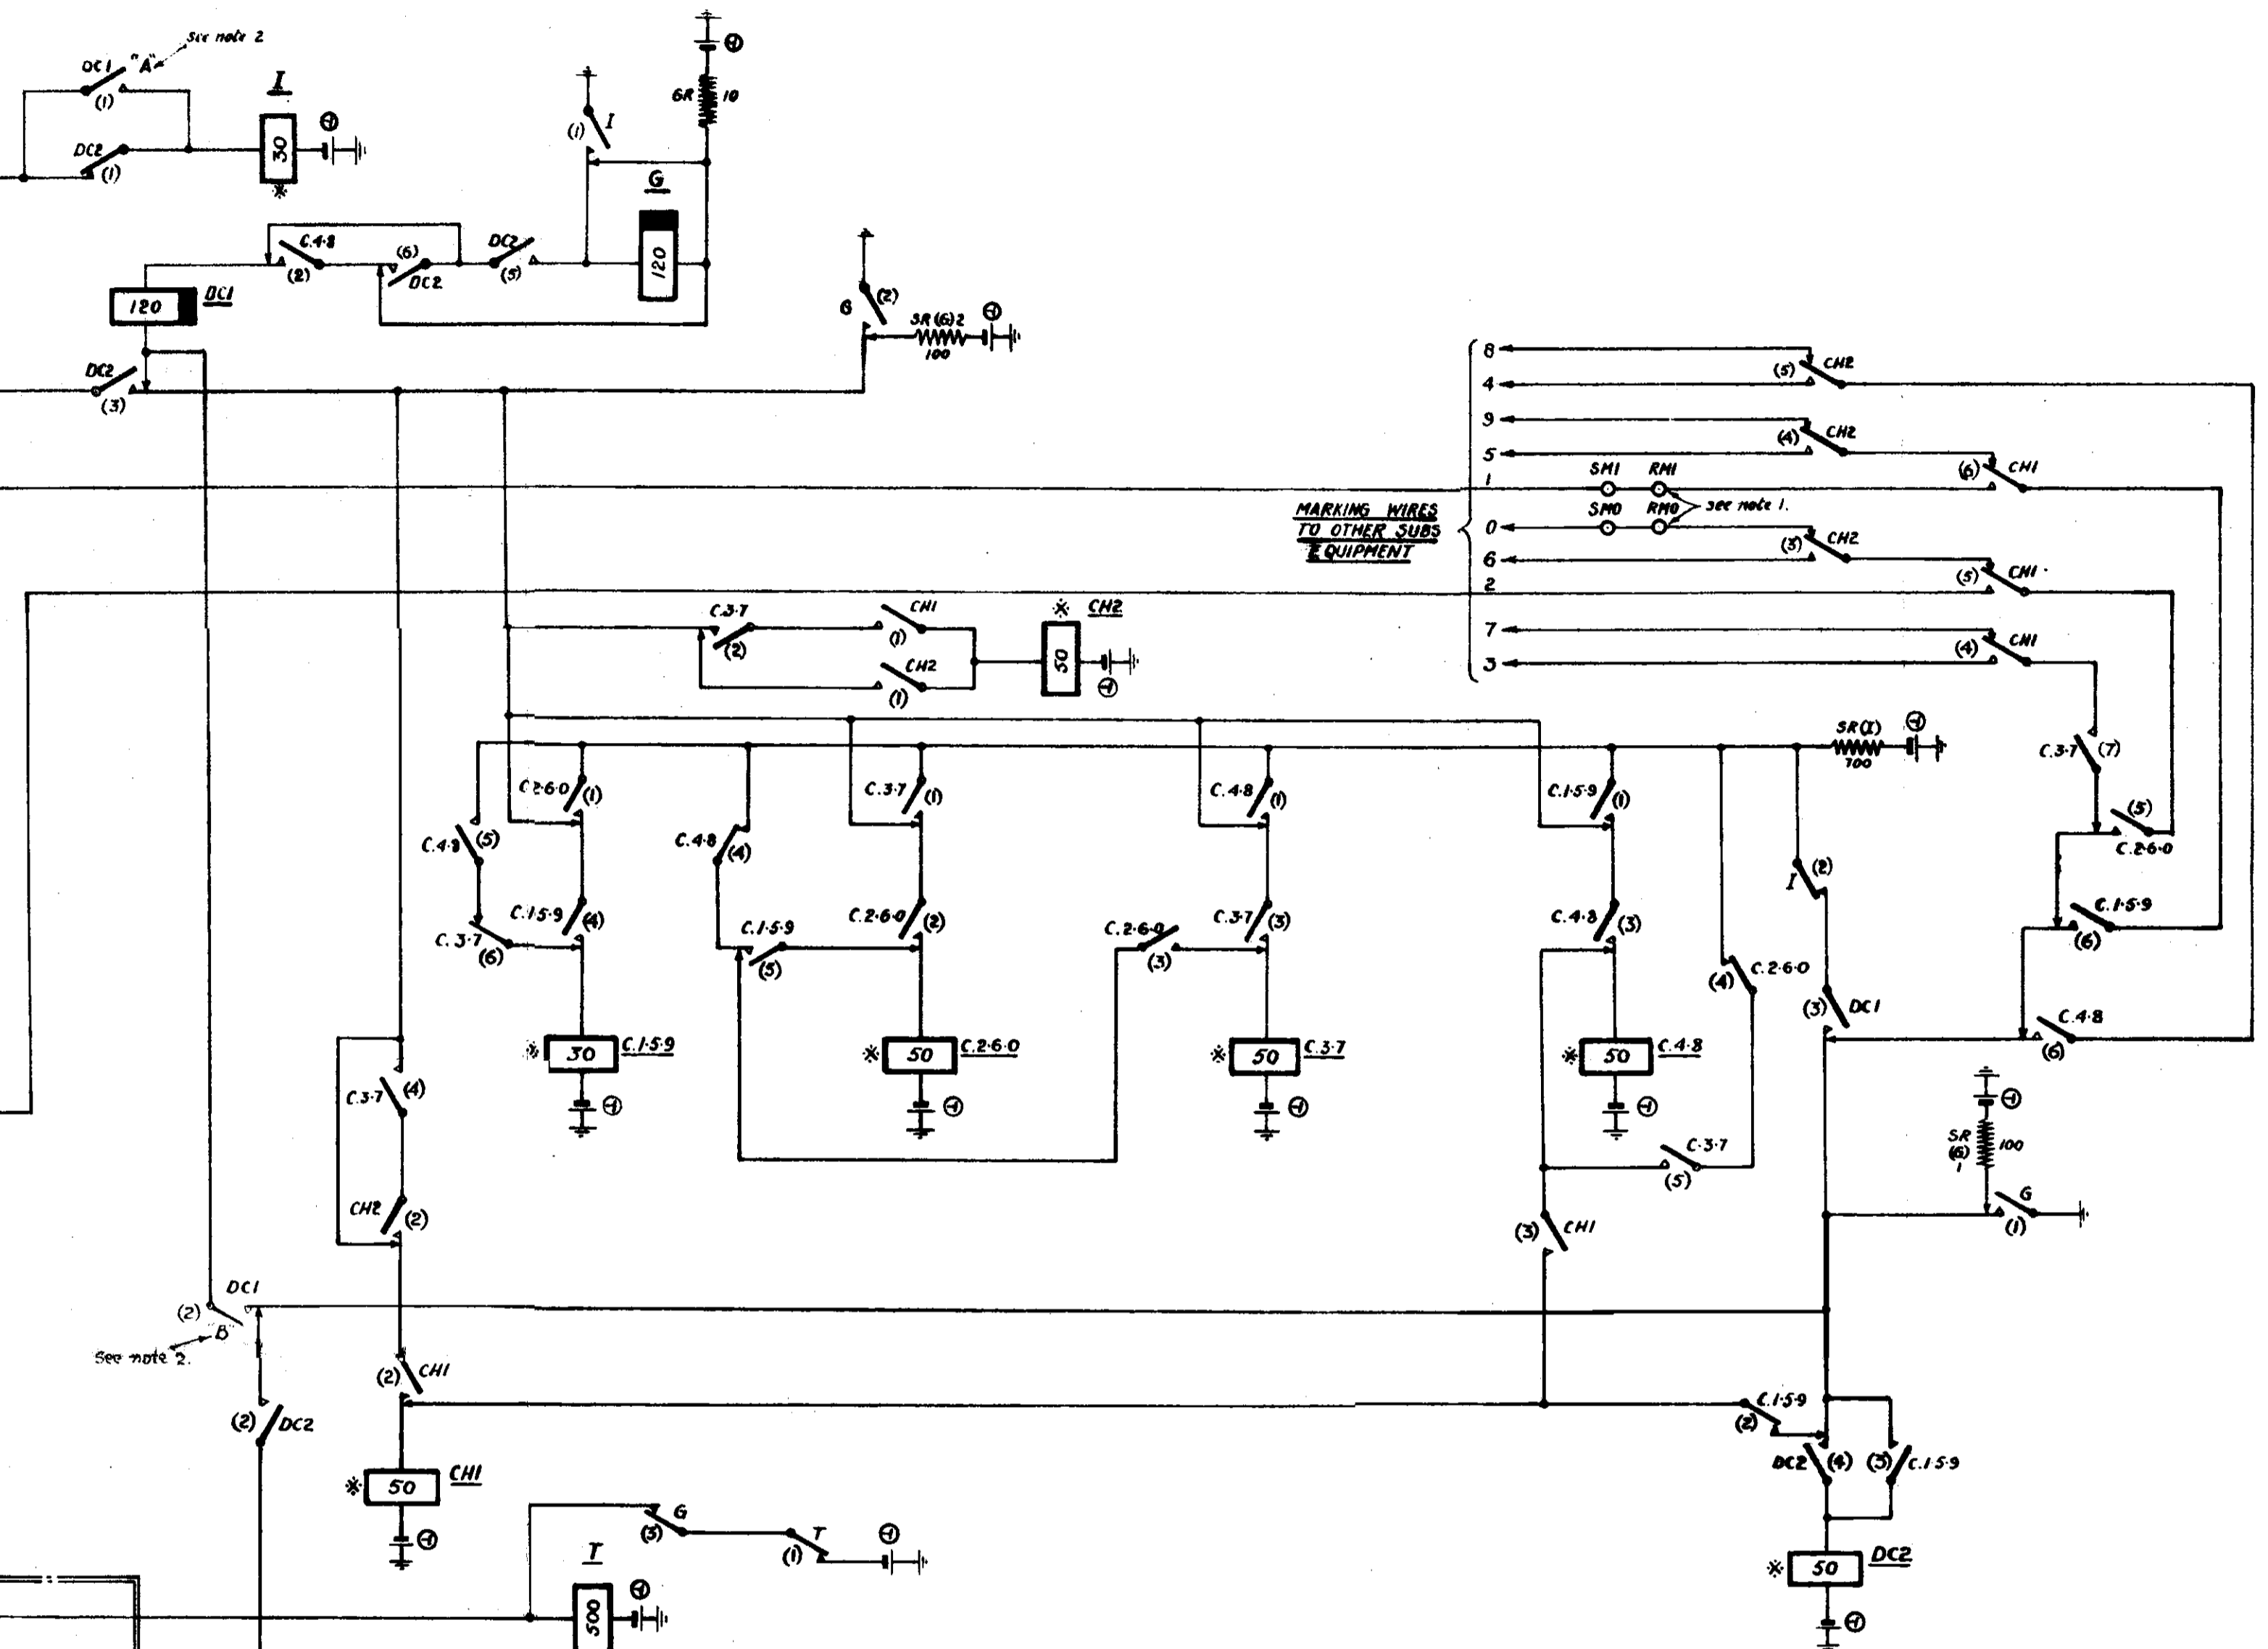 See note 2
DC1 "A"
(1)
I
30
※
DC2
(1)
(1) I
GR 10
G
120
C.4.8
(2)
(6)
DC2
DC2
(5)
120 DC1
DC2
(3)
G (2)
SR(G)2
100
8
4
9
5
1
0
6
2
7
3
MARKING WIRES
TO OTHER SUBS
EQUIPMENT
(5) CH2
(4) CH2
SM1 RM1
(6) CH1
see note 1.
SM0 RM0
(3) CH2
(5) CH1
(4) CH1
C.3.7
(2)
CH1
(1)
CH2
(1)
※ CH2
50
SR(I)
700
C.3.7 (7)
(5)
C.2.6.0
C.1.5.9
(6)
C.4.8
(6)
C.2.6.0 (1)
C.3.7 (1)
C.4.8 (1)
C.1.5.9 (1)
C.4.8 (5)
C.4.8 (4)
I (2)
C.1.5.9 (4)
C.3.7 (6)
C.1.5.9
(5)
C.2.6.0 (2)
C.2.6.0
(3)
C.3.7 (3)
C.4.8 (3)
(4) C.2.6.0
(3) DC1
※ 30 C.1.5.9
※ 50 C.2.6.0
※ 50 C.3.7
※ 50 C.4.8
C.3.7 (4)
CH2 (2)
C.3.7
(5)
(3) CH1
SR
(G)
1
100
G
(1)
DC1
(2)
"B"
See note 2.
(2) CH1
(2) DC2
C.1.5.9
(2)
DC2 (4)
(3) C.1.5.9
※ 50 CH1
G
(3)
T
(1)
T
500
※ 50 DC2